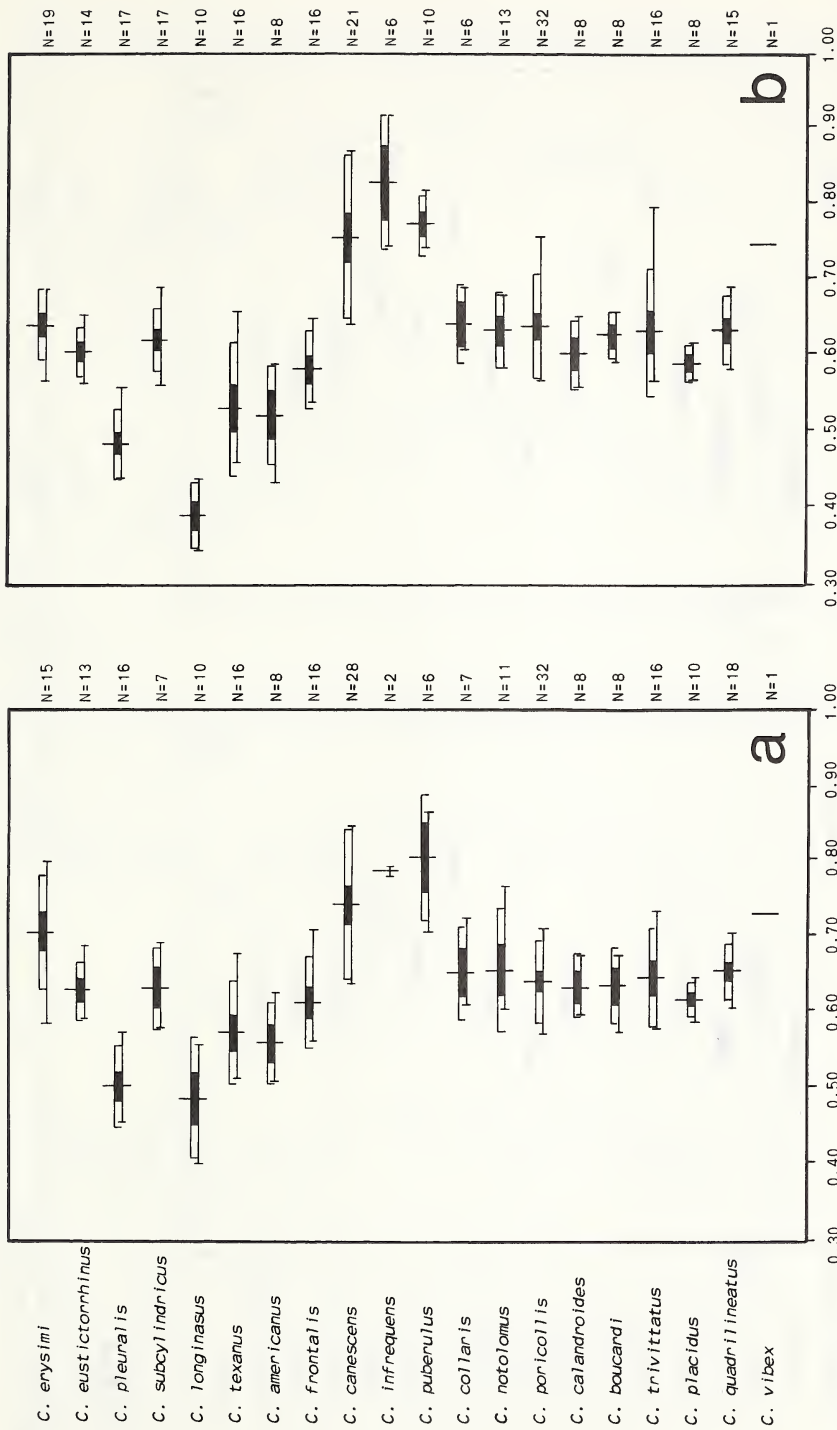 C. erysimi
C. eustictorrhinus
C. pleuralis
C. subcylindricus
C. longinasus
C. texanus
C. americanus
C. frontalis
C. canescens
C. infrequens
C. puberulus
C. collaris
C. notolomus
C. poricollis
C. calandroides
C. boucardi
C. trivittatus
C. placidus
C. quadrilineatus
C. vibex
N=15
N=13
N=16
N=7
N=10
N=16
N=8
N=16
N=28
N=2
N=6
N=7
N=11
N=32
N=8
N=8
N=16
N=10
N=18
N=1
a
0.30 0.40 0.50 0.60 0.70 0.80 0.90 1.00
N=19
N=14
N=17
N=17
N=10
N=16
N=8
N=16
N=21
N=6
N=10
N=6
N=13
N=32
N=8
N=8
N=16
N=8
N=15
N=1
b
0.30 0.40 0.50 0.60 0.70 0.80 0.90 1.00